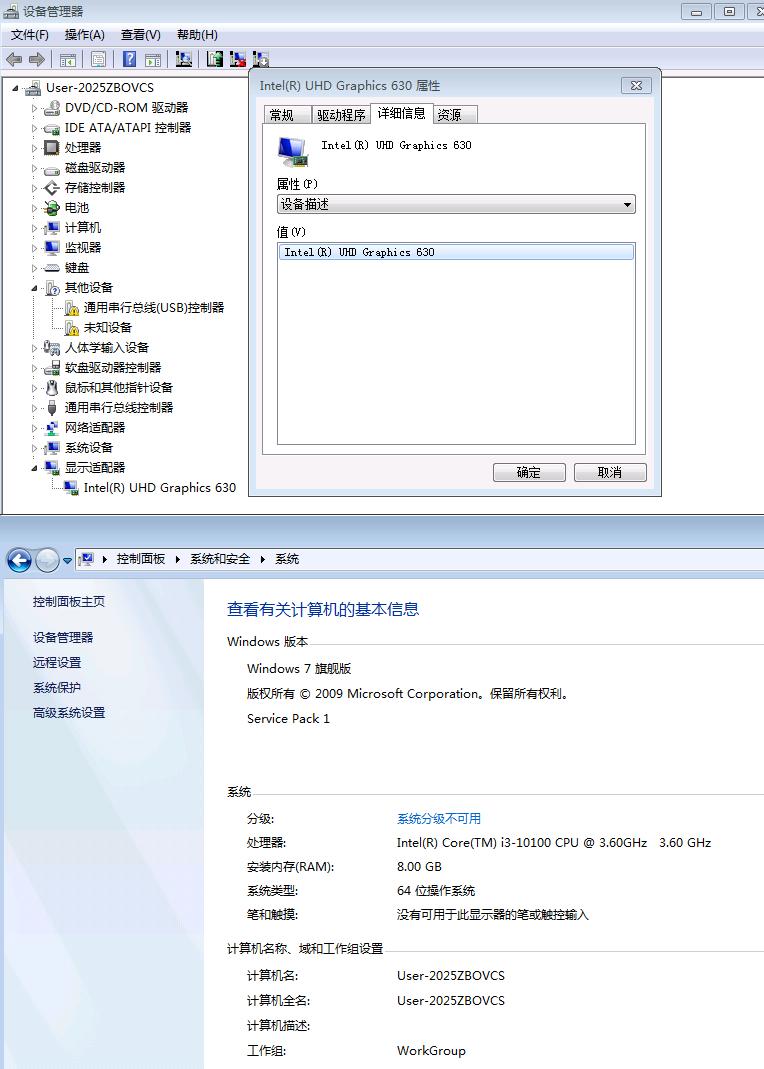 设备管理器
文件(F) 操作(A) 查看(V) 帮助(H)
User-2025ZBOVCS
DVD/CD-ROM 驱动器
IDE ATA/ATAPI 控制器
处理器
磁盘驱动器
存储控制器
电池
计算机
监视器
键盘
其他设备
通用串行总线(USB)控制器
未知设备
人体学输入设备
软盘驱动器控制器
鼠标和其他指针设备
通用串行总线控制器
网络适配器
系统设备
显示适配器
Intel(R) UHD Graphics 630
Intel(R) UHD Graphics 630 属性
常规 驱动程序 详细信息 资源
Intel(R) UHD Graphics 630
属性(P)
设备描述
值(V)
Intel(R) UHD Graphics 630
确定 取消
控制面板 系统和安全 系统
控制面板主页
设备管理器
远程设置
系统保护
高级系统设置
查看有关计算机的基本信息
Windows 版本
Windows 7 旗舰版
版权所有 © 2009 Microsoft Corporation。保留所有权利。
Service Pack 1
系统
分级: 系统分级不可用
处理器: Intel(R) Core(TM) i3-10100 CPU @ 3.60GHz 3.60 GHz
安装内存(RAM): 8.00 GB
系统类型: 64 位操作系统
笔和触摸: 没有可用于此显示器的笔或触控输入
计算机名称、域和工作组设置
计算机名: User-2025ZBOVCS
计算机全名: User-2025ZBOVCS
计算机描述:
工作组: WorkGroup